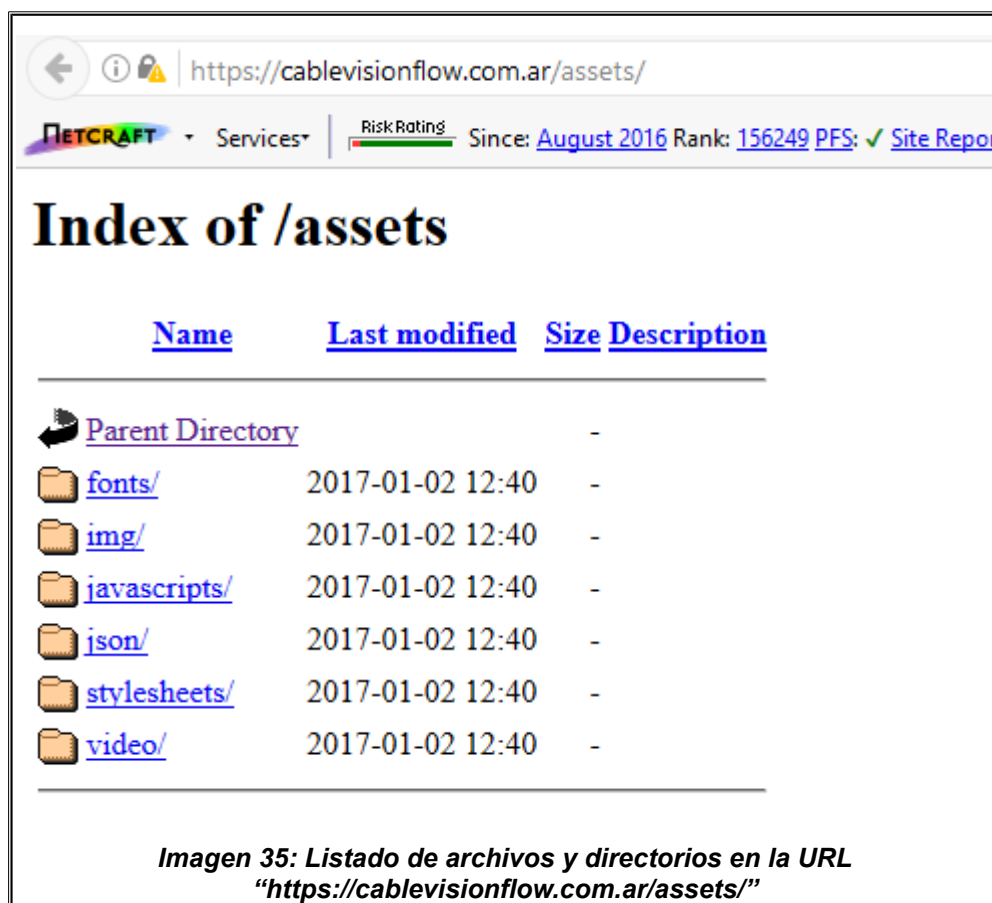 https://cablevisionflow.com.ar/assets/
NETCRAFT Services Risk Rating Since: August 2016 Rank: 156249 PFS: ✓ Site Repor
Index of /assets
Name Last modified Size Description
Parent Directory -
fonts/ 2017-01-02 12:40 -
img/ 2017-01-02 12:40 -
javascripts/ 2017-01-02 12:40 -
json/ 2017-01-02 12:40 -
stylesheets/ 2017-01-02 12:40 -
video/ 2017-01-02 12:40 -
Imagen 35: Listado de archivos y directorios en la URL
“https://cablevisionflow.com.ar/assets/”